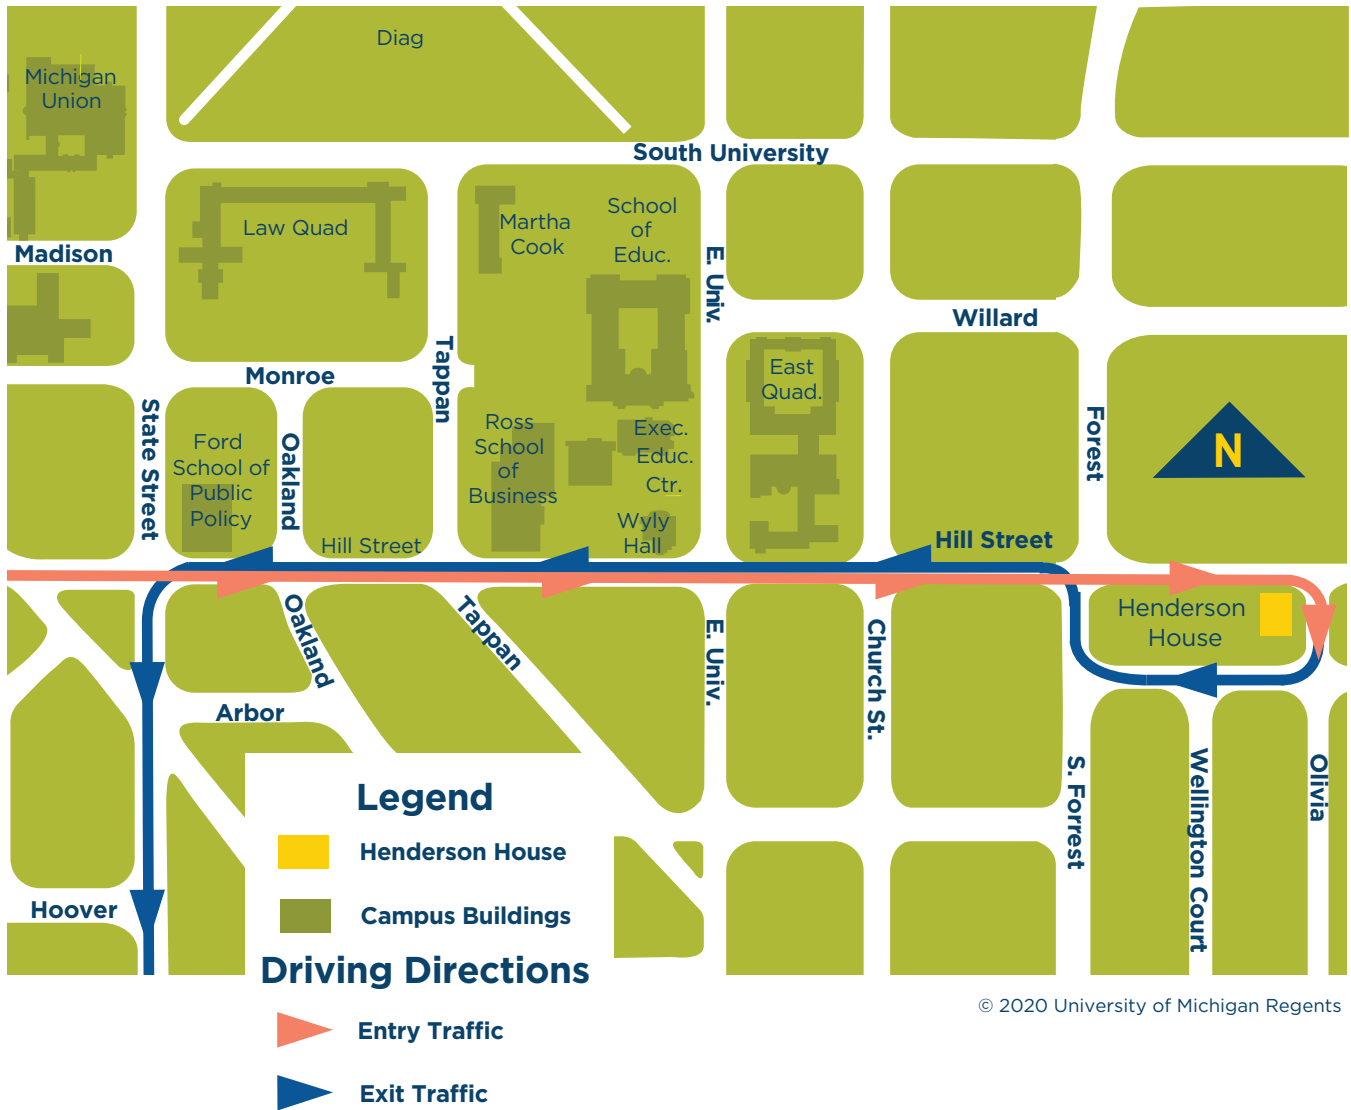 Diag
Michigan
Union
South University
Law Quad
Martha
Cook
School
of
Educ.
Madison
E. Univ.
Willard
Tappan
Monroe
East
Quad.
State Street
Ford
School of
Public
Policy
Oakland
Ross
School
of
Business
Exec.
Educ.
Ctr.
Wyly
Hall
Forest
N
Hill Street
Hill Street
Henderson
House
Oakland
Tappan
E. Univ.
Church St.
Arbor
S. Forrest
Wellington Court
Olivia
Hoover
Legend
Henderson House
Campus Buildings
Driving Directions
Entry Traffic
Exit Traffic
© 2020 University of Michigan Regents